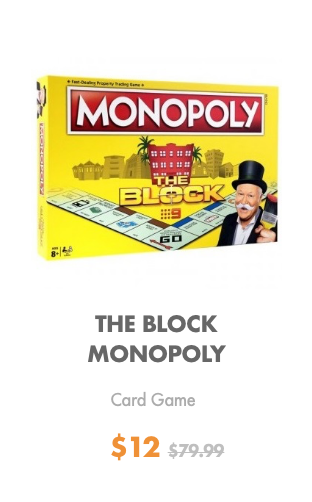 Fast-Dealing Property Trading Game
MONOPOLY
THE
BLOCK
9
GO
8+
THE BLOCK
MONOPOLY
Card Game
$12 $79.99